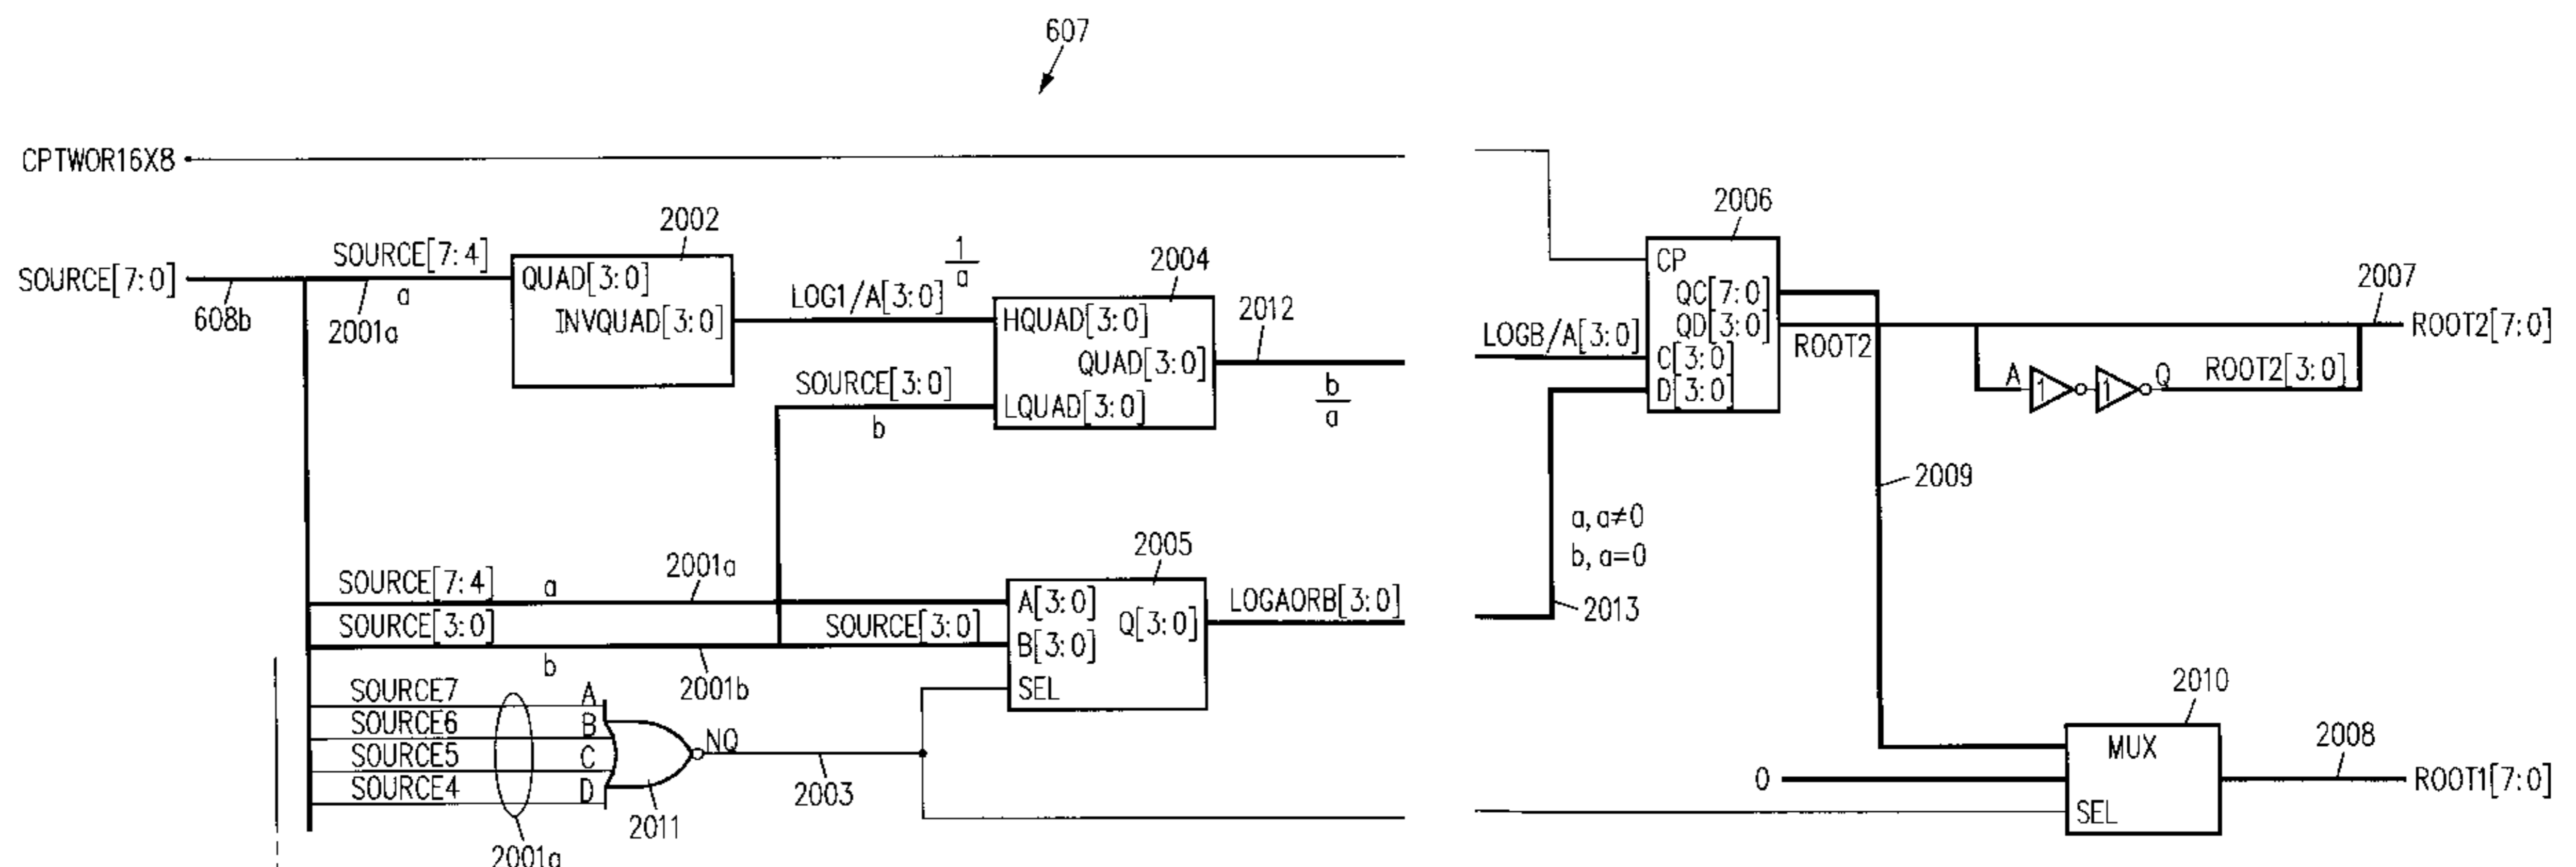 607
CPTWOR16X8
SOURCE[7:0]
608b
SOURCE[7:4]
a
2001a
2002
QUAD[3:0]
INVQUAD[3:0]
LOG1/A[3:0]
1
a
2004
HQUAD[3:0]
QUAD[3:0]
LQUAD[3:0]
SOURCE[3:0]
b
2012
b
a
LOGB/A[3:0]
2006
CP
QC[7:0]
QD[3:0]
C[3:0]
D[3:0]
ROOT2
2007
ROOT2[7:0]
A
1
1
Q
ROOT2[3:0]
2009
a, a≠0
b, a=0
2013
SOURCE[7:4]
a
2001a
SOURCE[3:0]
b
2001b
SOURCE[3:0]
2005
A[3:0]
Q[3:0]
B[3:0]
SEL
LOGAORB[3:0]
SOURCE7
A
SOURCE6
B
SOURCE5
C
SOURCE4
D
2001a
2011
NQ
2003
0
2010
MUX
SEL
2008
ROOT1[7:0]